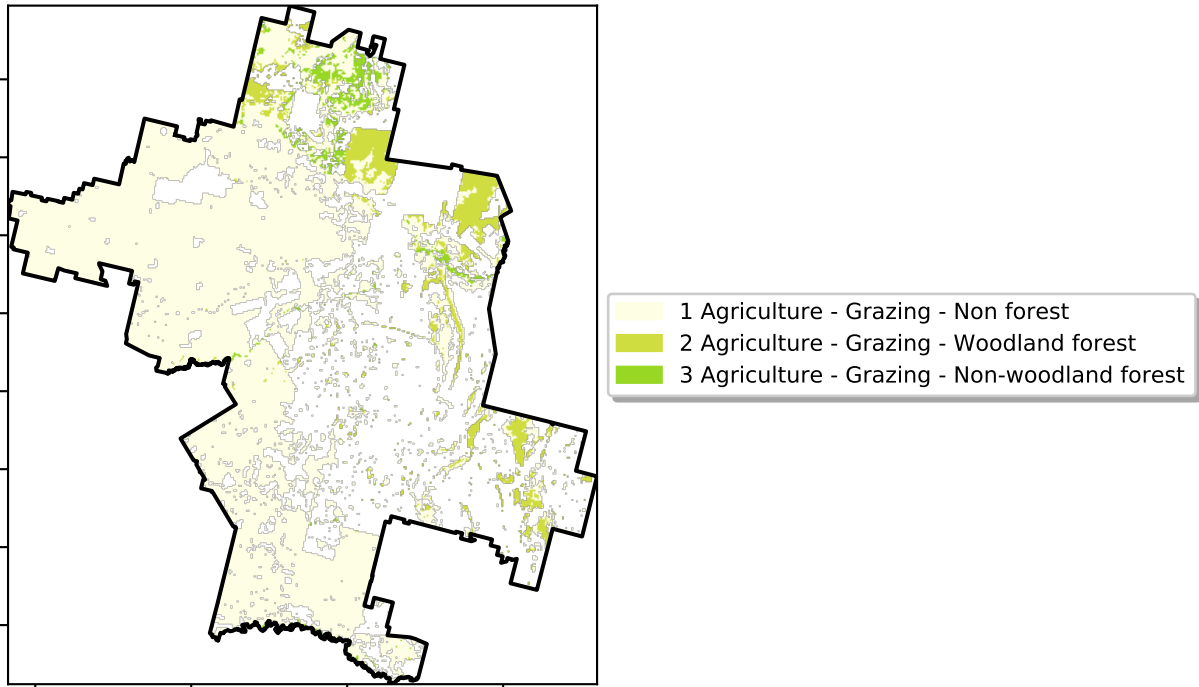 1 Agriculture - Grazing - Non forest
2 Agriculture - Grazing - Woodland forest
3 Agriculture - Grazing - Non-woodland forest